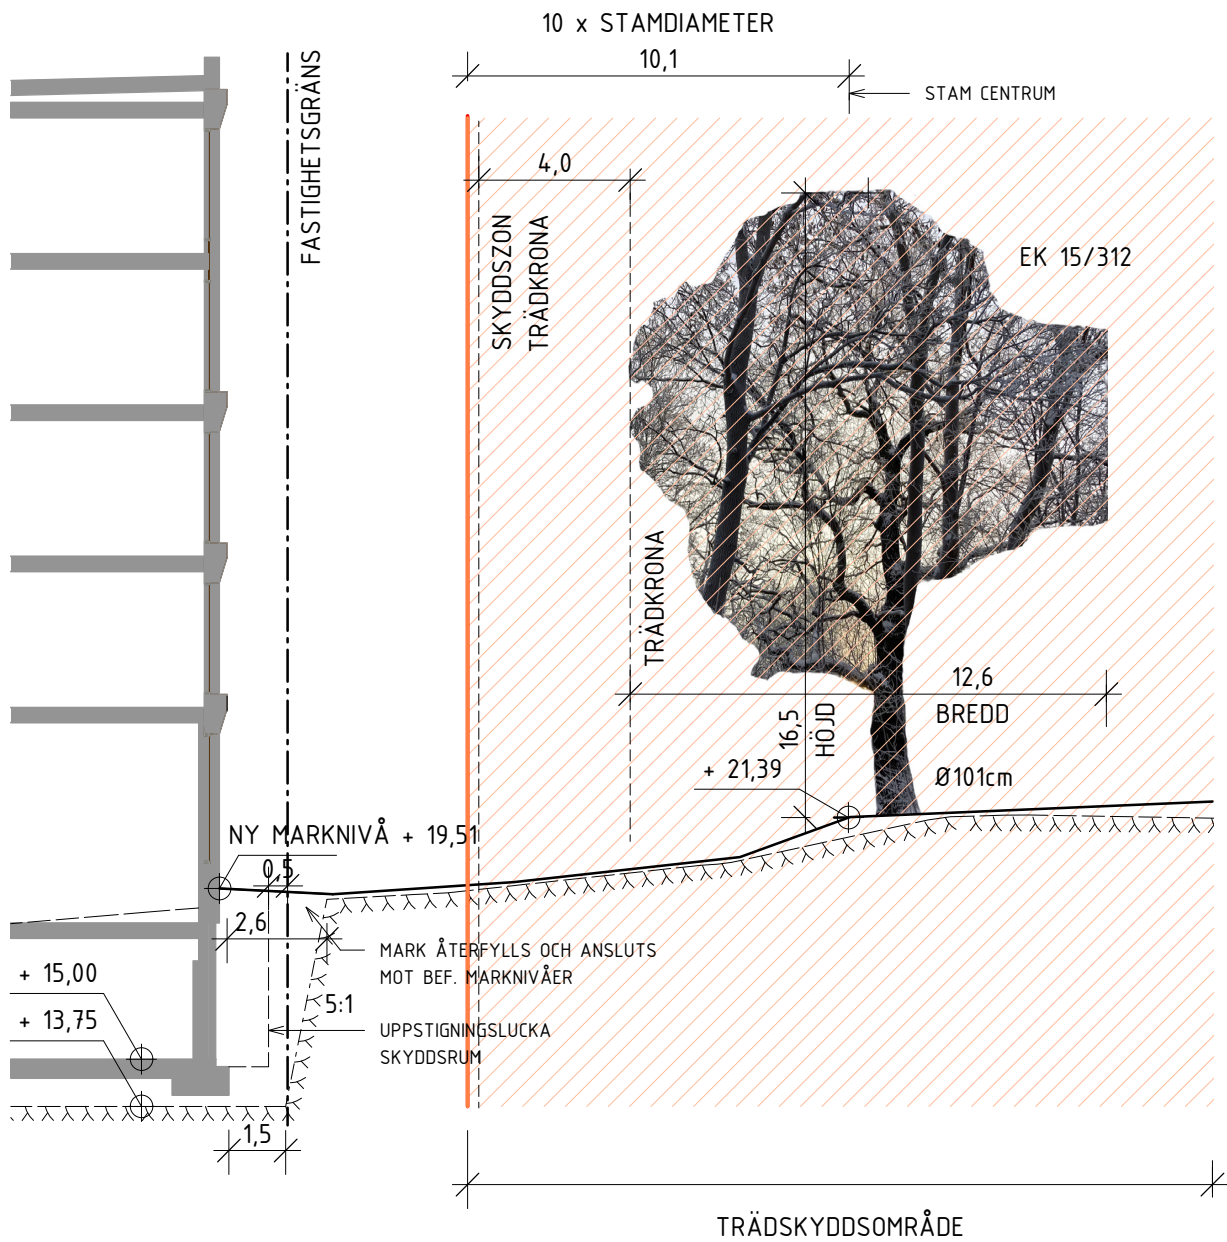 10 x STAMDIAMETER
10,1
STAM CENTRUM
FASTIGHETSGRÄNS
4,0
SKYDDSZON
TRÄDKRONA
EK 15/312
TRÄDKRONA
12,6
BREDD
16,5
HÖJD
+ 21,39
Ø101cm
NY MARKNIVÅ + 19,51
0,5
2,6
MARK ÅTERFYLLS OCH ANSLUTS
MOT BEF. MARKNIVÅER
+ 15,00
5:1
+ 13,75
UPPSTIGNINGSLUCKA
SKYDDSRUM
1,5
TRÄDSKYDDSOMRÅDE